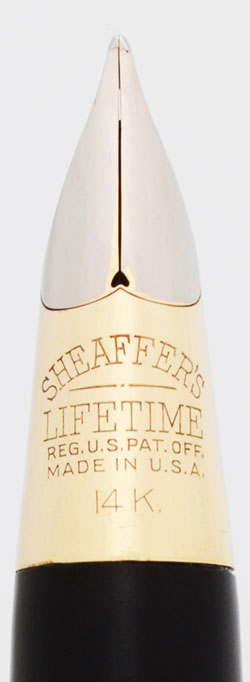 SHEAFFER'S
LIFETIME
REG. U.S. PAT. OFF.
MADE IN U.S.A.
14 K.